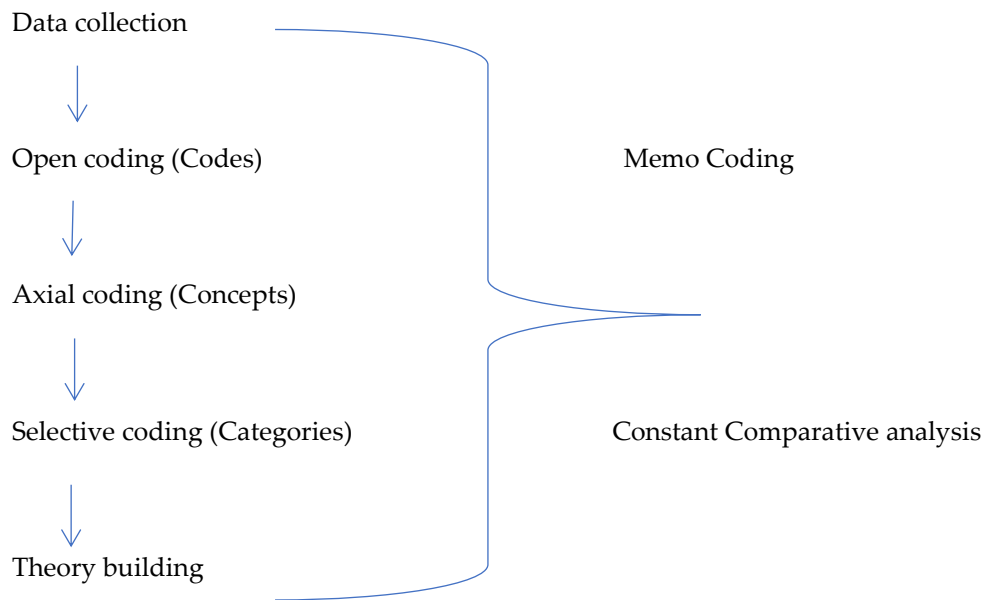 Data collection
Open coding (Codes)
Memo Coding
Axial coding (Concepts)
Selective coding (Categories)
Constant Comparative analysis
Theory building